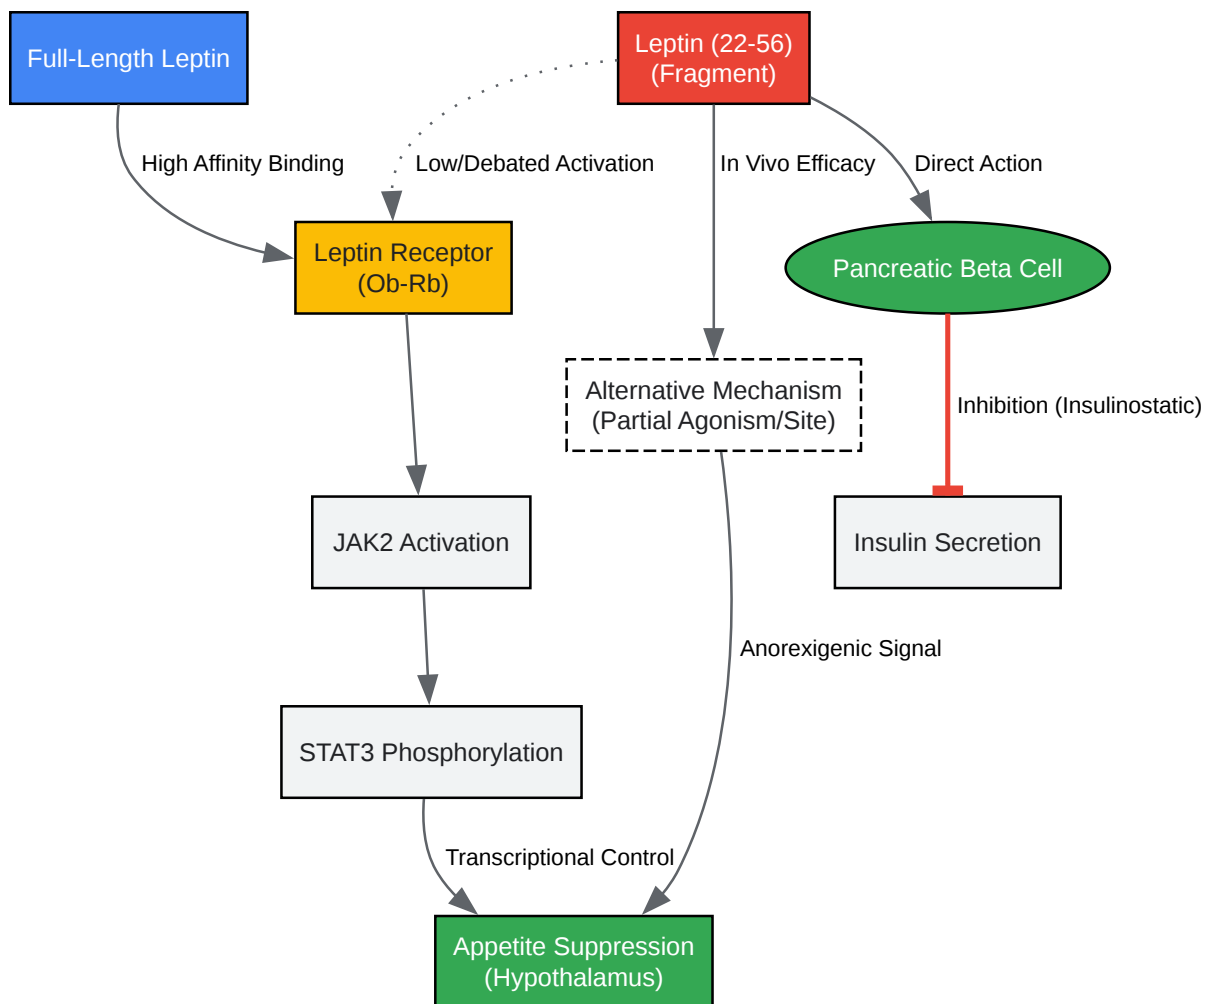 Full-Length Leptin
Leptin (22-56)
(Fragment)
High Affinity Binding
Low/Debated Activation
In Vivo Efficacy
Direct Action
Leptin Receptor
(Ob-Rb)
Pancreatic Beta Cell
Alternative Mechanism
(Partial Agonism/Site)
Inhibition (Insulinostatic)
JAK2 Activation
Insulin Secretion
Anorexigenic Signal
STAT3 Phosphorylation
Transcriptional Control
Appetite Suppression
(Hypothalamus)